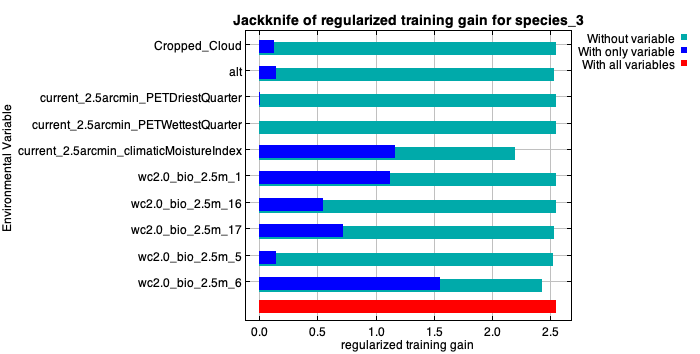 Jackknife of regularized training gain for species_3
Without variable
With only variable
With all variables
Environmental Variable
Cropped_Cloud
alt
current_2.5arcmin_PETDriestQuarter
current_2.5arcmin_PETWettestQuarter
current_2.5arcmin_climaticMoistureIndex
wc2.0_bio_2.5m_1
wc2.0_bio_2.5m_16
wc2.0_bio_2.5m_17
wc2.0_bio_2.5m_5
wc2.0_bio_2.5m_6
0.0 0.5 1.0 1.5 2.0 2.5
regularized training gain